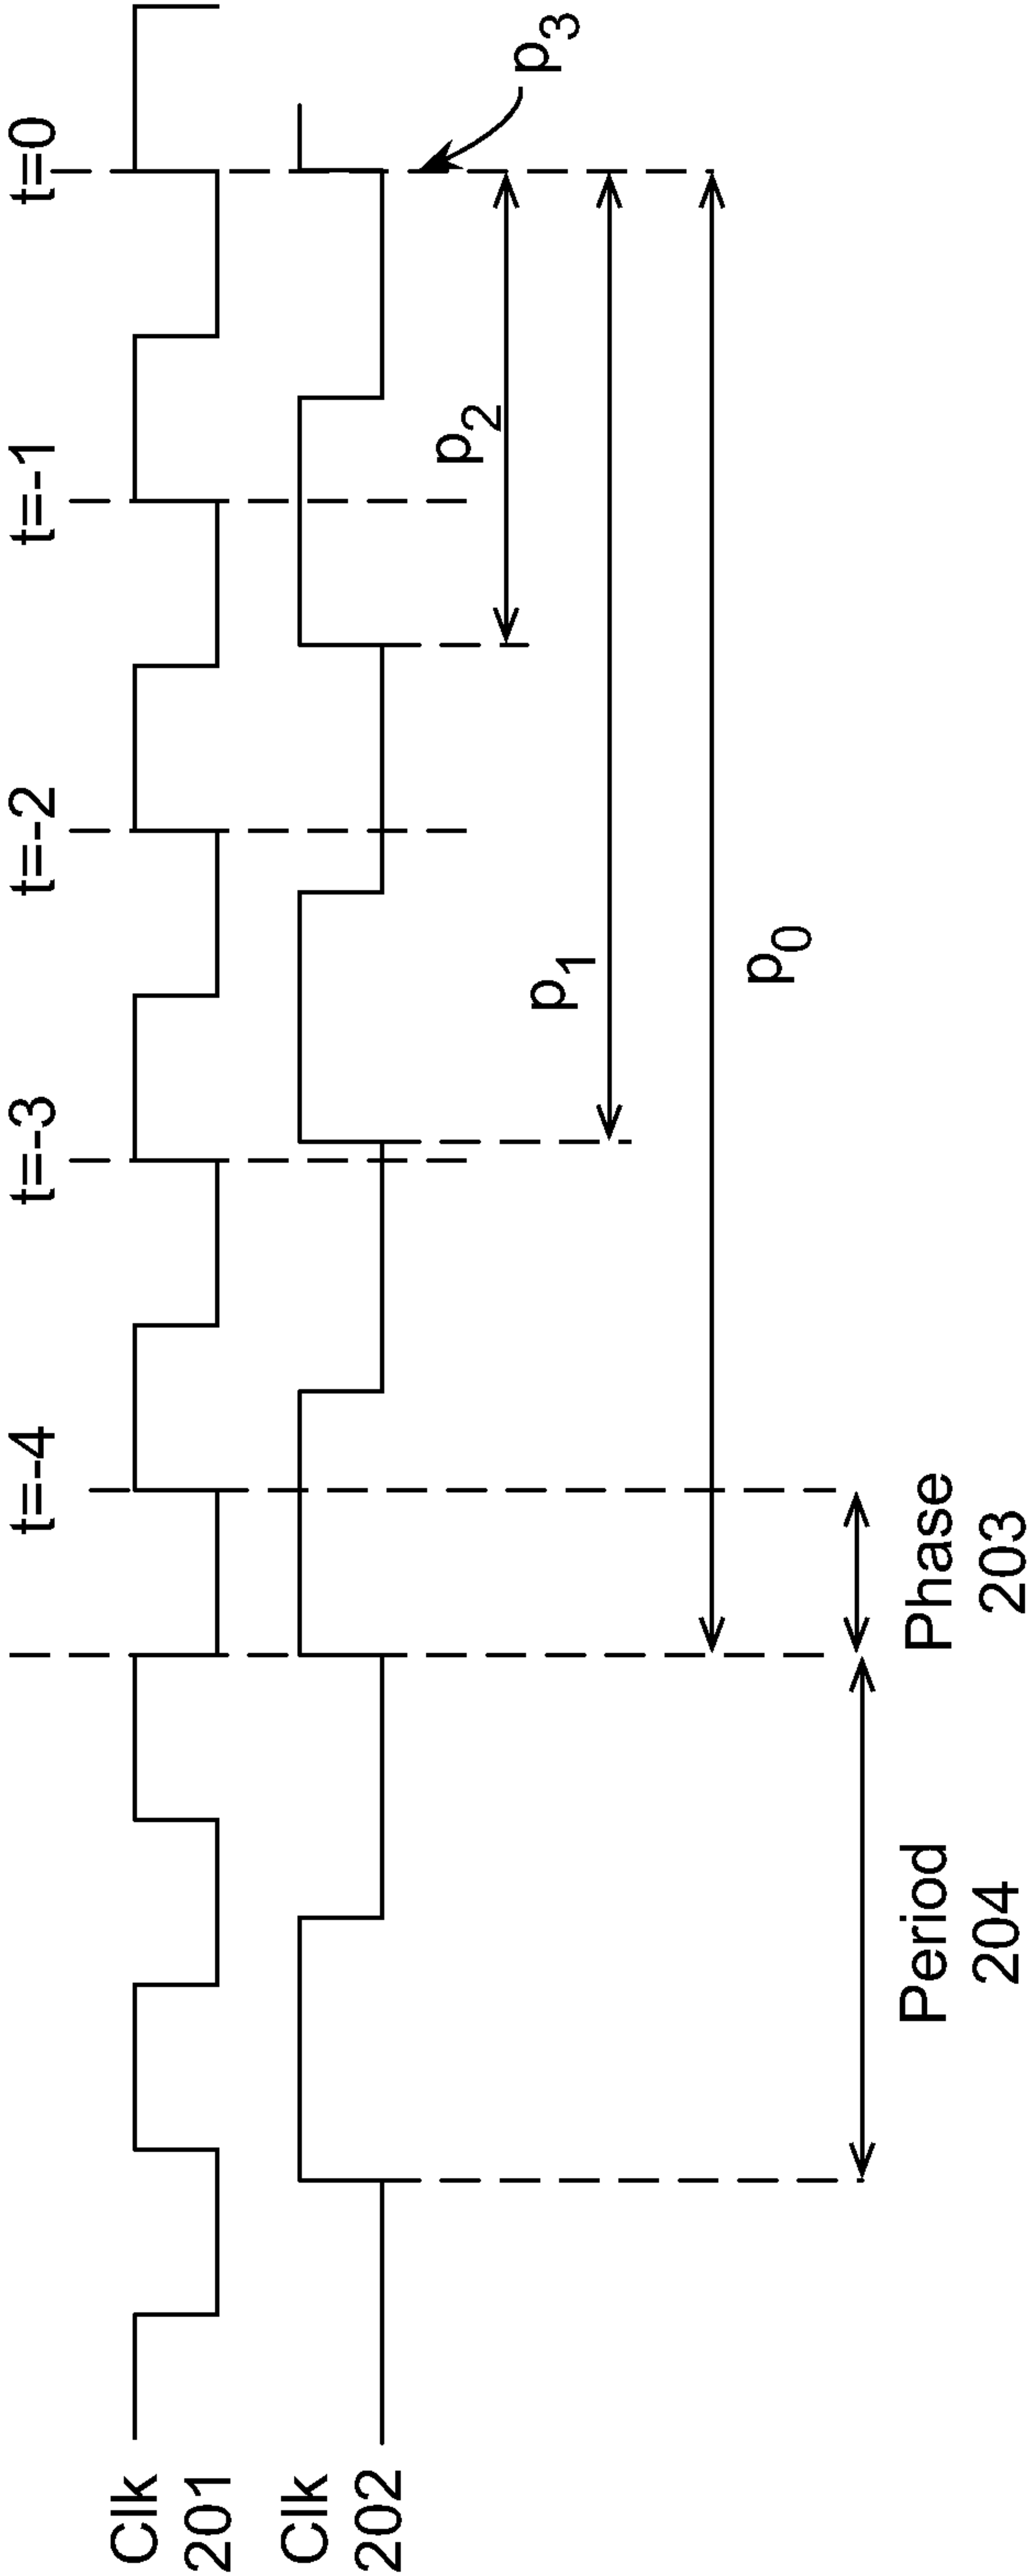 t=-4
t=-3
t=-2
t=-1
t=0
Clk
201
Clk
202
p3
p2
p1
p0
Period
204
Phase
203